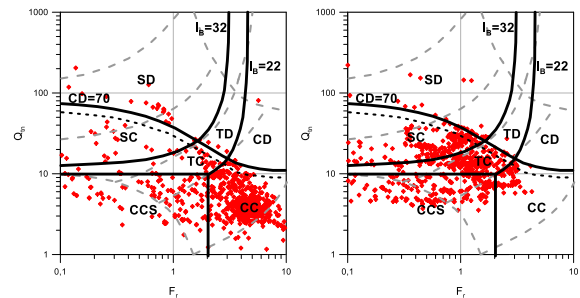 1000
I_B=32
I_B=22
SD
100
CD=70
Q_tn
SC
TD
CD
TC
10
CCS
CC
1
0,1
1
10
F_r
1000
I_B=32
I_B=22
SD
100
CD=70
Q_tn
SC
TD
CD
TC
10
CCS
CC
1
0,1
1
10
F_r